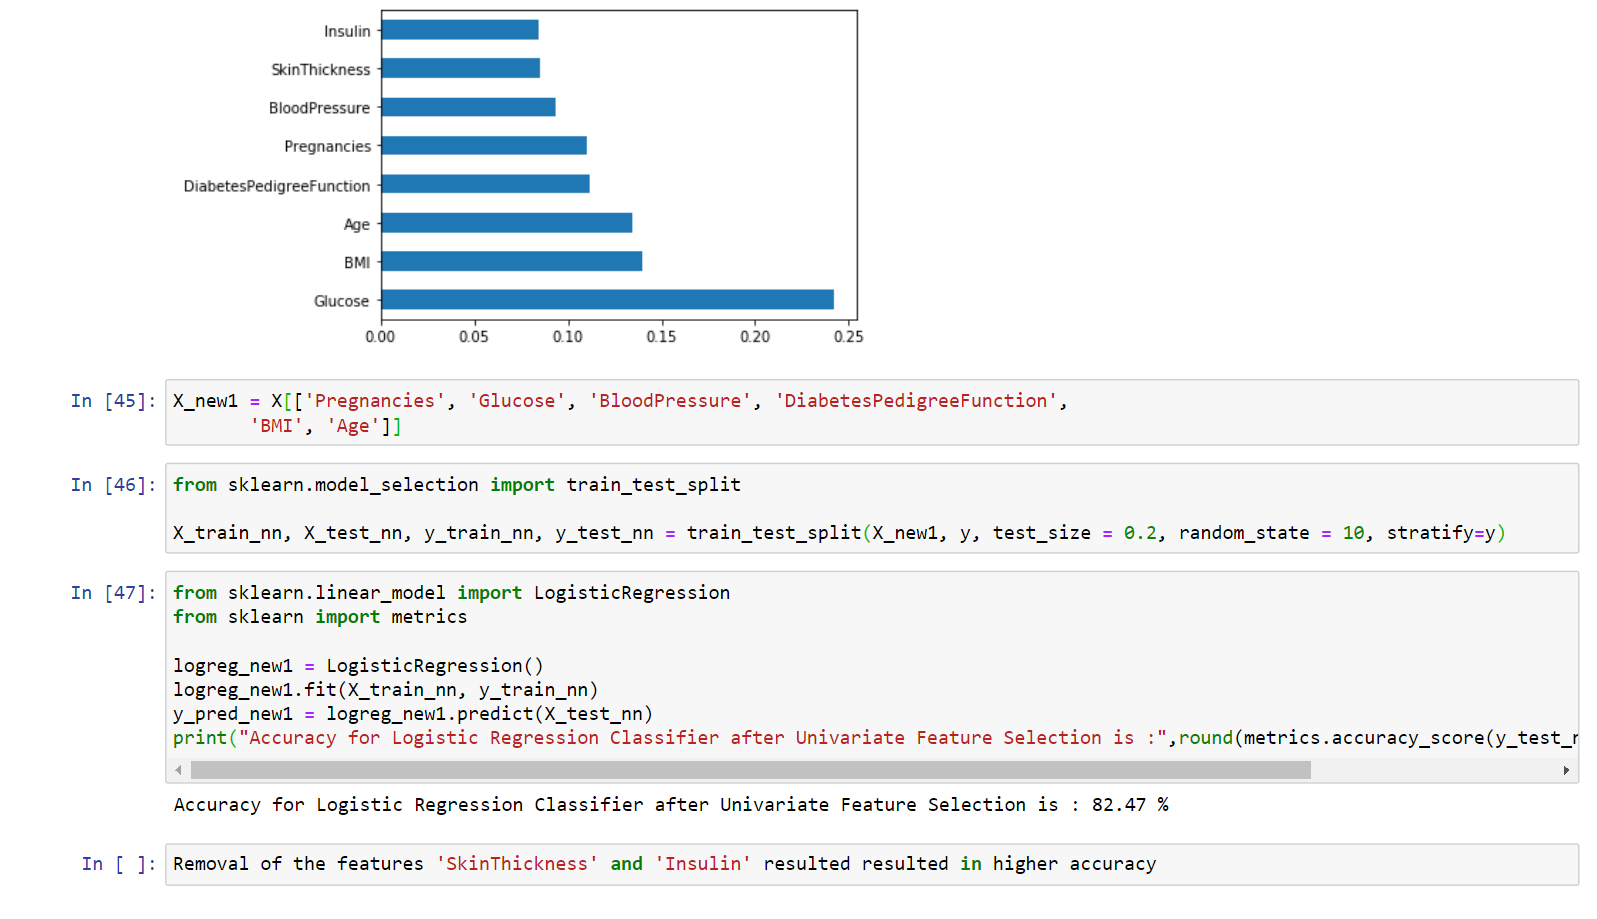 Insulin
SkinThickness
BloodPressure
Pregnancies
DiabetesPedigreeFunction
Age
BMI
Glucose
0.00 0.05 0.10 0.15 0.20 0.25
In [45]: X_new1 = X[['Pregnancies', 'Glucose', 'BloodPressure', 'DiabetesPedigreeFunction',
'BMI', 'Age']]
In [46]: from sklearn.model_selection import train_test_split
X_train_nn, X_test_nn, y_train_nn, y_test_nn = train_test_split(X_new1, y, test_size = 0.2, random_state = 10, stratify=y)
In [47]: from sklearn.linear_model import LogisticRegression
from sklearn import metrics
logreg_new1 = LogisticRegression()
logreg_new1.fit(X_train_nn, y_train_nn)
y_pred_new1 = logreg_new1.predict(X_test_nn)
print("Accuracy for Logistic Regression Classifier after Univariate Feature Selection is :",round(metrics.accuracy_score(y_test_
Accuracy for Logistic Regression Classifier after Univariate Feature Selection is : 82.47 %
In [ ]: Removal of the features 'SkinThickness' and 'Insulin' resulted resulted in higher accuracy